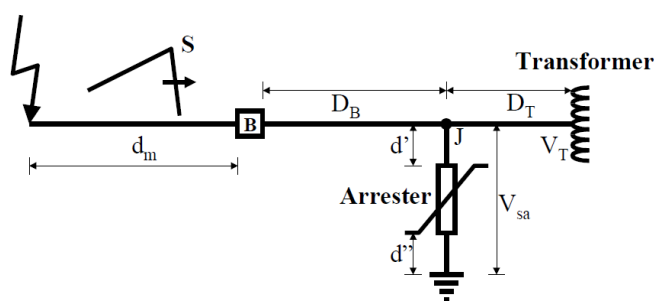 S
Transformer
D_B
D_T
B
J
d_m
d'
V_T
Arrester
V_sa
d"